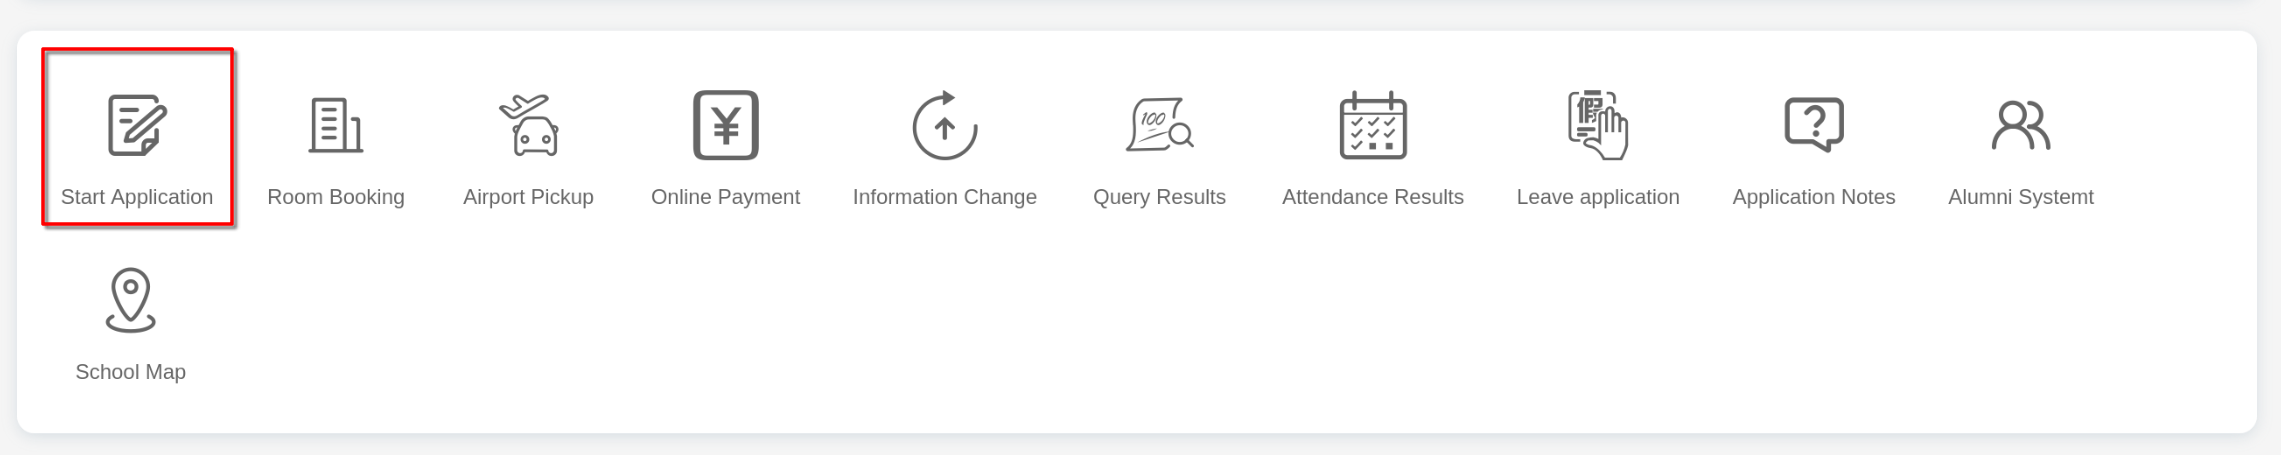 Start Application
Room Booking
Airport Pickup
¥
Online Payment
Information Change
100
Query Results
Attendance Results
假
Leave application
?
Application Notes
Alumni Systemt
School Map